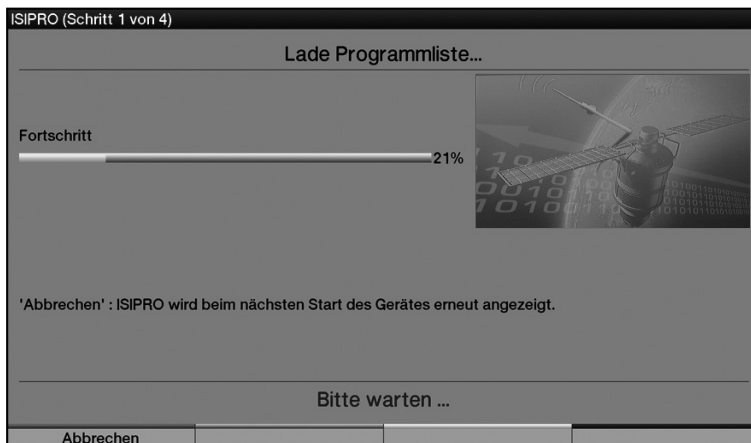 ISIPRO (Schritt 1 von 4)
Lade Programmliste...
Fortschritt
21%
'Abbrechen' : ISIPRO wird beim nächsten Start des Gerätes erneut angezeigt.
Bitte warten ...
Abbrechen